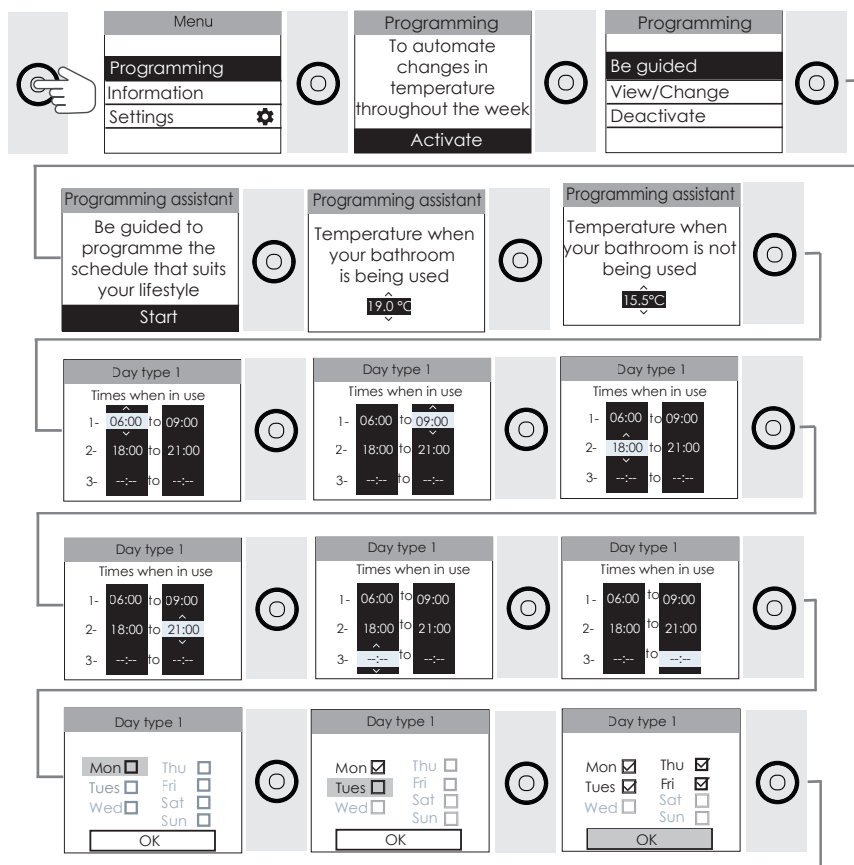 Menu
Programming
Information
Settings
Programming
To automate
changes in
temperature
throughout the week
Activate
Programming
Be guided
View/Change
Deactivate
Programming assistant
Be guided to
programme the
schedule that suits
your lifestyle
Start
Programming assistant
Temperature when
your bathroom
is being used
19.0 °C
Programming assistant
Temperature when
your bathroom is not
being used
15.5°C
Day type 1
Times when in use
1- 06:00 to 09:00
2- 18:00 to 21:00
3- --:-- to --:--
Day type 1
Times when in use
1- 06:00 to 09:00
2- 18:00 to 21:00
3- --:-- to --:--
Day type 1
Times when in use
1- 06:00 to 09:00
2- 18:00 to 21:00
3- --:-- to --:--
Day type 1
Times when in use
1- 06:00 to 09:00
2- 18:00 to 21:00
3- --:-- to --:--
Day type 1
Times when in use
1- 06:00 to 09:00
2- 18:00 to 21:00
3- --:-- to --:--
Day type 1
Times when in use
1- 06:00 to 09:00
2- 18:00 to 21:00
3- --:-- to --:--
Day type 1
Mon Thu
Tues Fri
Wed Sat
Sun
OK
Day type 1
Mon Thu
Tues Fri
Wed Sat
Sun
OK
Day type 1
Mon Thu
Tues Fri
Wed Sat
Sun
OK